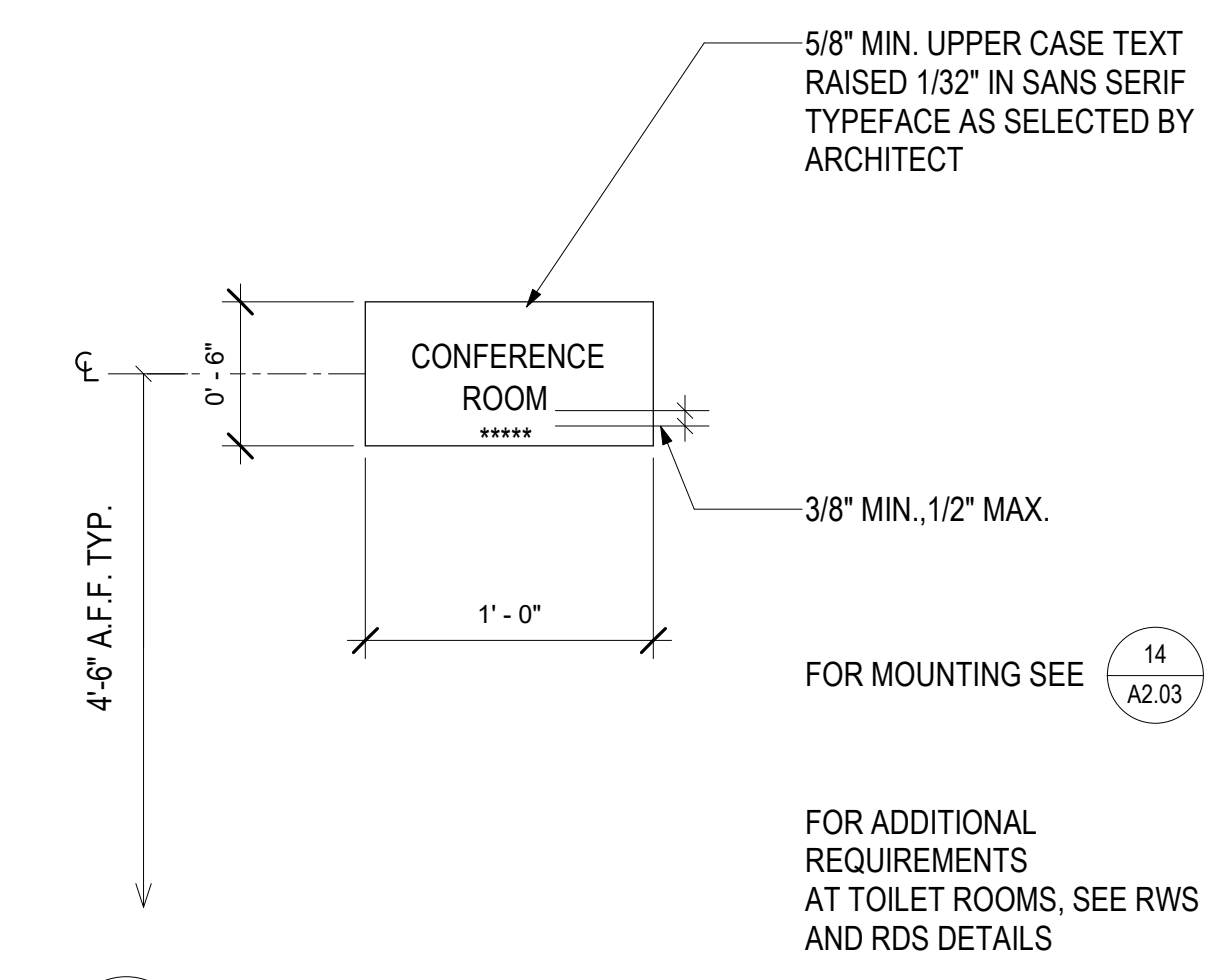 5/8" MIN. UPPER CASE TEXT
RAISED 1/32" IN SANS SERIF
TYPEFACE AS SELECTED BY
ARCHITECT
℄
0' - 6"
CONFERENCE
ROOM
*****
4'-6" A.F.F. TYP.
3/8" MIN.,1/2" MAX.
1' - 0"
FOR MOUNTING SEE
14
A2.03
FOR ADDITIONAL
REQUIREMENTS
AT TOILET ROOMS, SEE RWS
AND RDS DETAILS